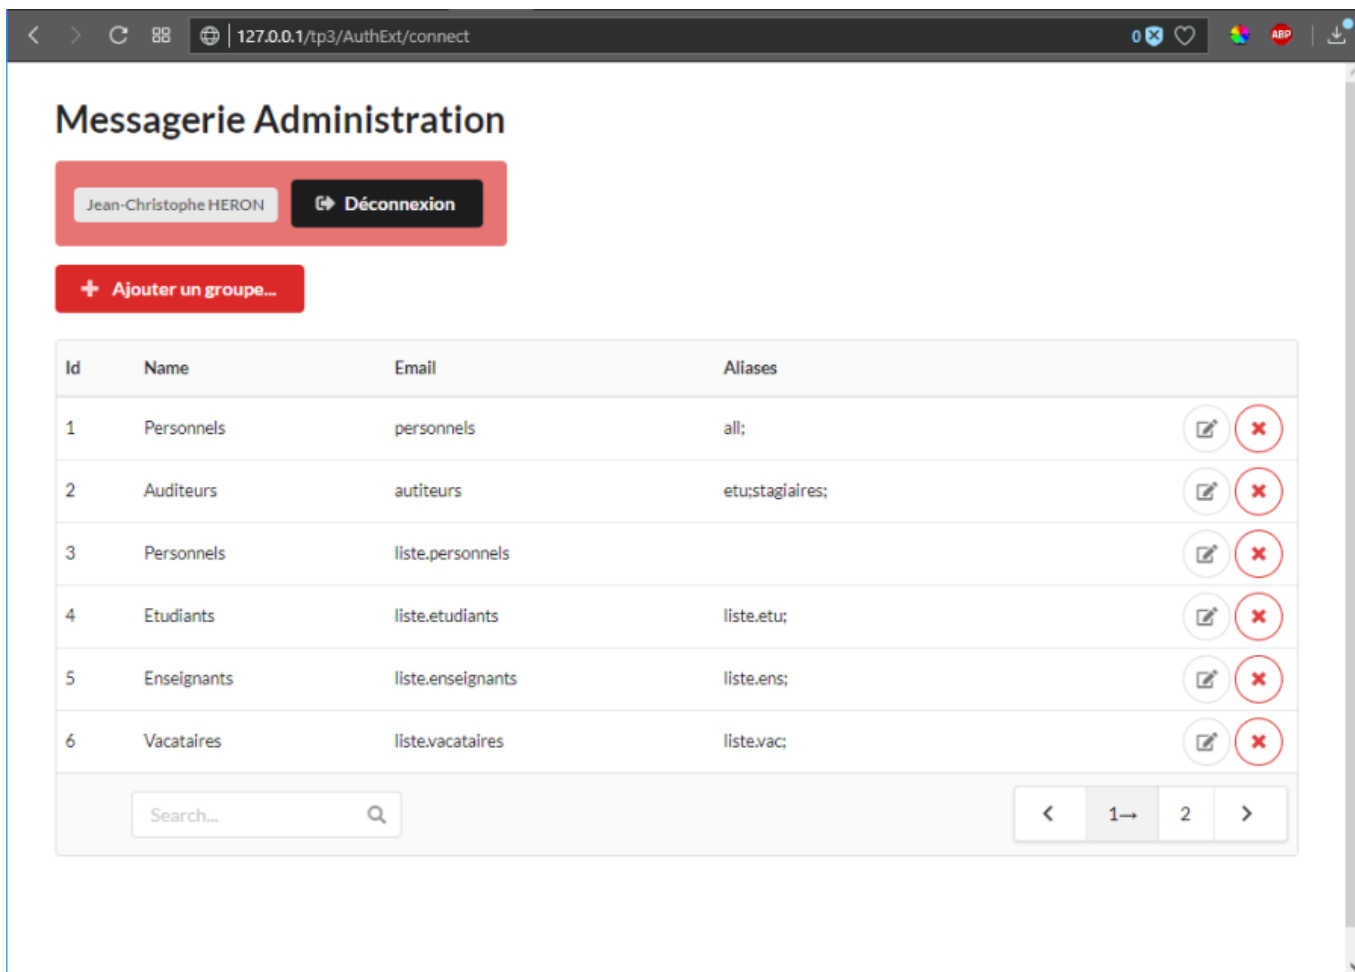 127.0.0.1/tp3/AuthExt/connect
0
ABP
Messagerie Administration
Jean-Christophe HERON
Déconnexion
Ajouter un groupe...
Id Name Email Aliases
1 Personnels personnels all;
2 Auditeurs autiteurs etu;stagiaires;
3 Personnels liste.personnels
4 Etudiants liste.etudiants liste.etu;
5 Enseignants liste.enseignants liste.ens;
6 Vacataires liste.vacataires liste.vac;
Search... 1→ 2